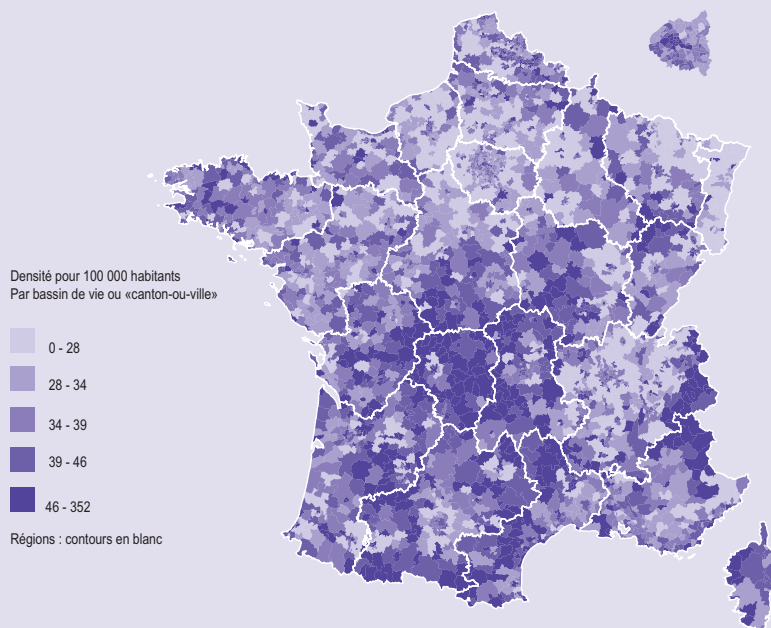 Densité pour 100 000 habitants
Par bassin de vie ou «canton-ou-ville»
0 - 28
28 - 34
34 - 39
39 - 46
46 - 352
Régions : contours en blanc